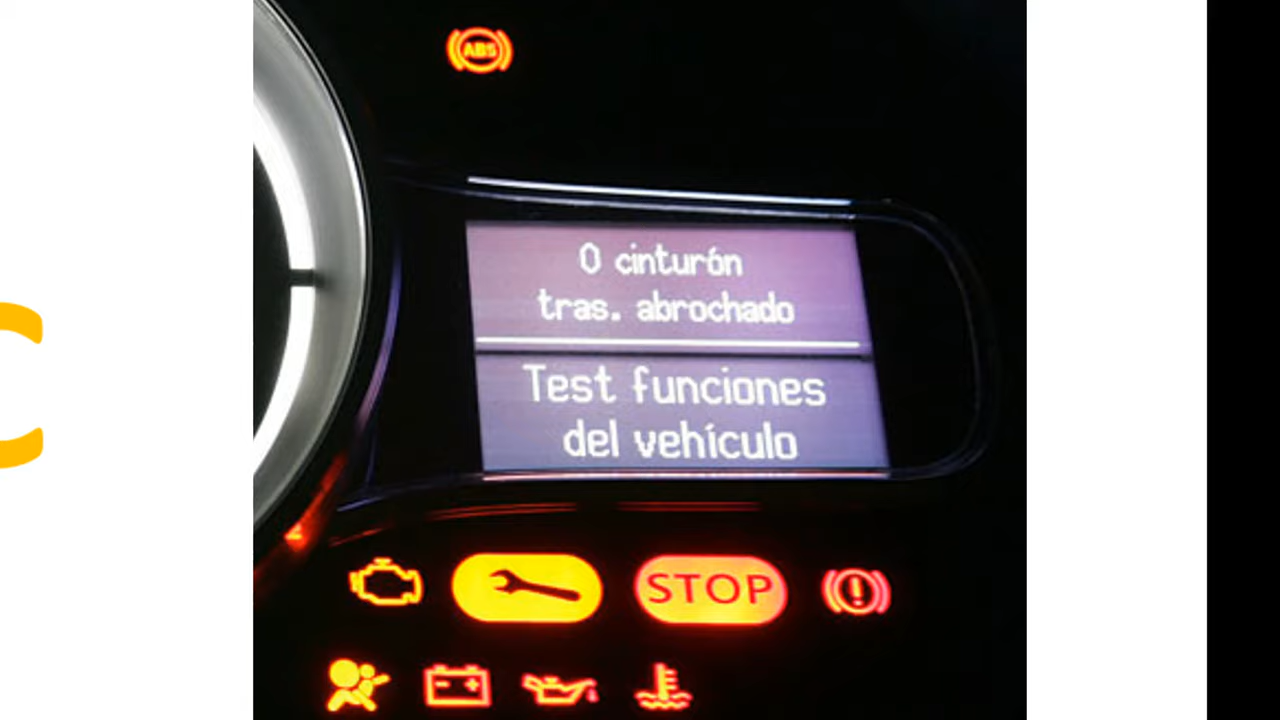 ABS
0 cinturón
tras. abrochado
Test funciones
del vehículo
STOP